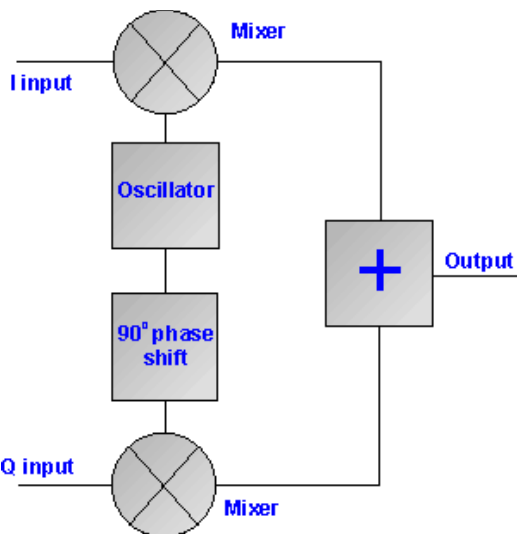 Mixer
I input
Oscillator
+
Output
90° phase
shift
Q input
Mixer